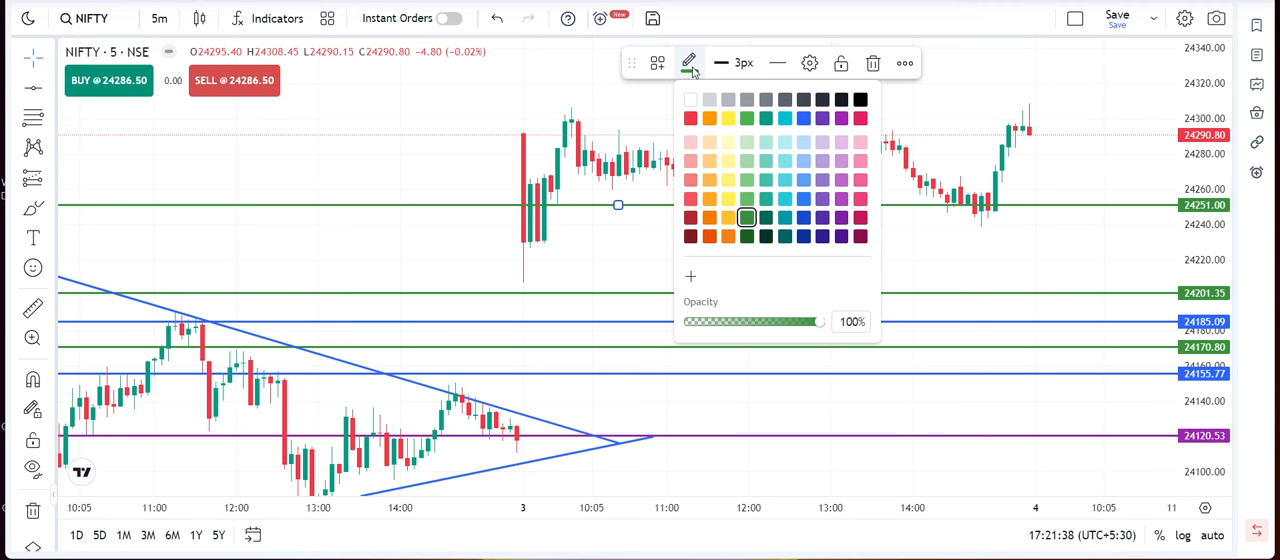 NIFTY
5m
Indicators
Instant Orders
New
Save
Save
NIFTY · 5 · NSE
O24295.40 H24308.45 L24290.15 C24290.80 -4.80 (-0.02%)
BUY @ 24286.50
0.00
SELL @ 24286.50
3px
Opacity
100%
24340.00
24320.00
24300.00
24290.80
24280.00
24260.00
24251.00
24240.00
24220.00
24201.35
24185.09
24180.00
24170.80
24155.77
24140.00
24120.53
24100.00
10:05
11:00
12:00
13:00
14:00
3
10:05
11:00
12:00
13:00
14:00
4
10:05
11
1D
5D
1M
3M
6M
1Y
5Y
17:21:38 (UTC+5:30)
%
log
auto